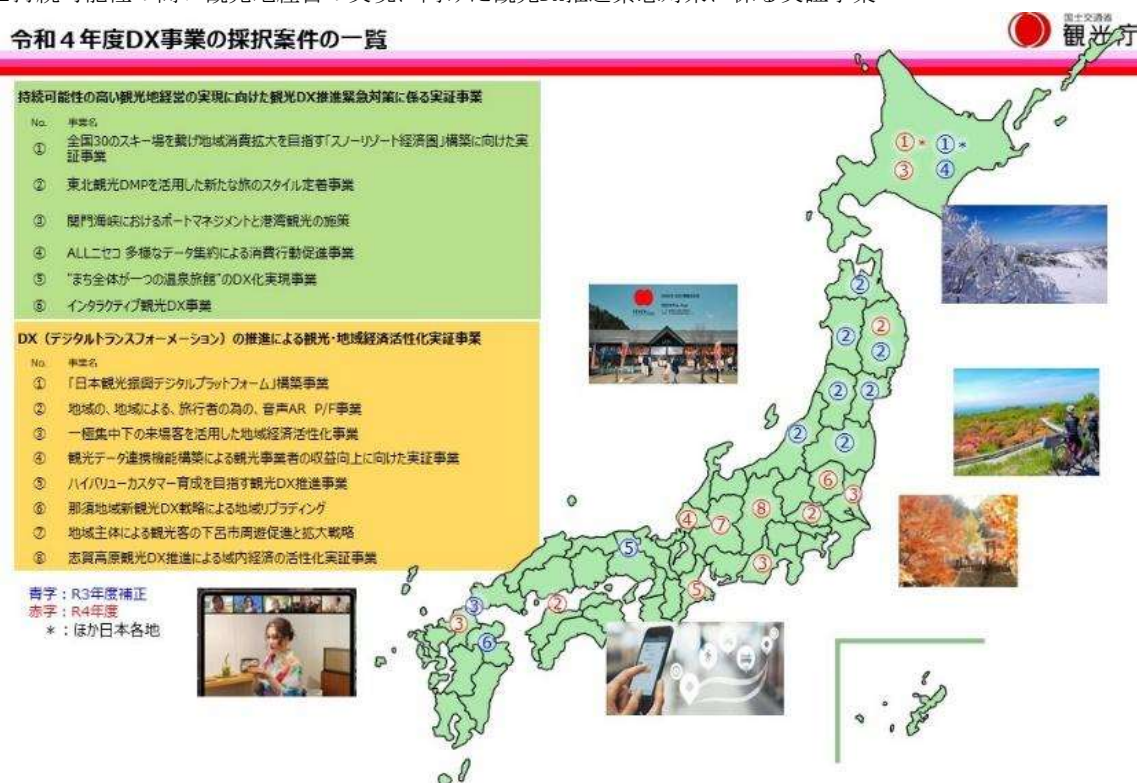 令和４年度DX事業の採択案件の一覧
国土交通省
観光庁
持続可能性の高い観光地経営の実現に向けた観光DX推進緊急対策に係る実証事業
No. 事業名
① 全国30のスキー場を繋げ地域消費拡大を目指す「スノーリゾート経済圏」構築に向けた実
証事業
② 東北観光DMPを活用した新たな旅のスタイル定着事業
③ 関門海峡におけるポートマネジメントと港湾観光の施策
④ ALLニセコ 多様なデータ集約による消費行動促進事業
⑤ "まち全体が一つの温泉旅館"のDX化実現事業
⑥ インタラクティブ観光DX事業
DX（デジタルトランスフォーメーション）の推進による観光・地域経済活性化実証事業
No. 事業名
① 「日本観光振興デジタルプラットフォーム」構築事業
② 地域の、地域による、旅行者の為の、音声AR P/F事業
③ 一極集中下の来場客を活用した地域経済活性化事業
④ 観光データ連携機能構築による観光事業者の収益向上に向けた実証事業
⑤ ハイバリューカスタマー育成を目指す観光DX推進事業
⑥ 那須地域新観光DX戦略による地域リブラディング
⑦ 地域主体による観光客の下呂市周遊促進と拡大戦略
⑧ 志賀高原観光DX推進による域内経済の活性化実証事業
青字：R3年度補正
赤字：R4年度
＊：ほか日本各地
①＊ ①＊
③ ④
②
② ②
②
② ②
② ②
⑥
③
④ ⑦ ⑧ ②
⑤ ③
③ ② ⑤
③
⑥